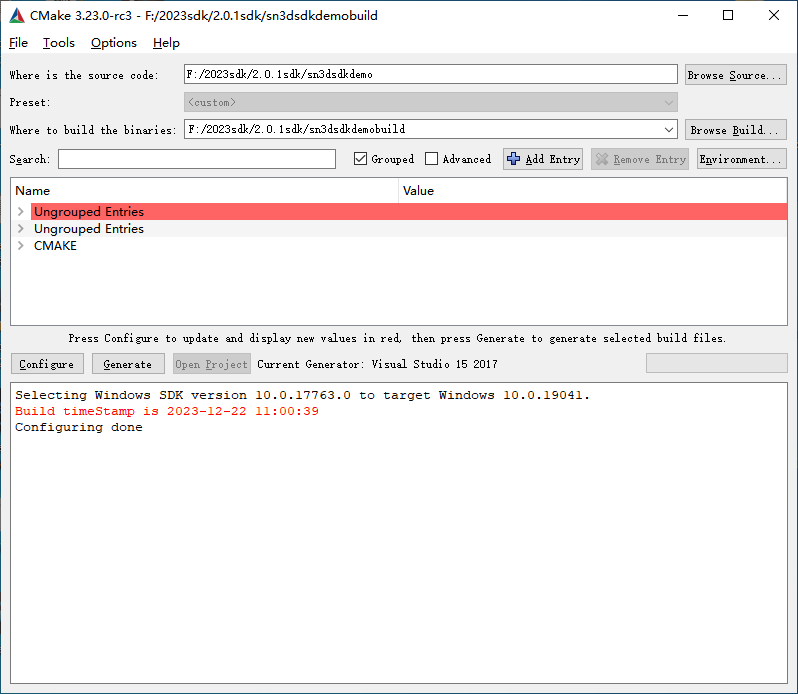 CMake 3.23.0-rc3 - F:/2023sdk/2.0.1sdk/sn3dsdkdemobuild
File Tools Options Help
Where is the source code: F:/2023sdk/2.0.1sdk/sn3dsdkdemo Browse Source...
Preset: <custom>
Where to build the binaries: F:/2023sdk/2.0.1sdk/sn3dsdkdemobuild Browse Build...
Search: Grouped Advanced Add Entry Remove Entry Environment...
Name Value
Ungrouped Entries
Ungrouped Entries
CMAKE
Press Configure to update and display new values in red, then press Generate to generate selected build files.
Configure Generate Open Project Current Generator: Visual Studio 15 2017
Selecting Windows SDK version 10.0.17763.0 to target Windows 10.0.19041.
Build timeStamp is 2023-12-22 11:00:39
Configuring done